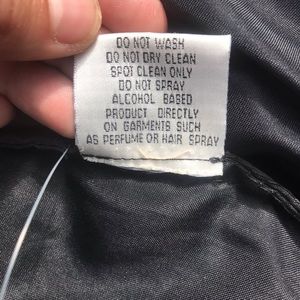 DO NOT WASH
DO NOT DRY CLEAN
SPOT CLEAN ONLY
DO NOT SPRAY
ALCOHOL BASED
PRODUCT DIRECTLY
ON GARMENTS SUCH
AS PERFUME OR HAIR SPRAY